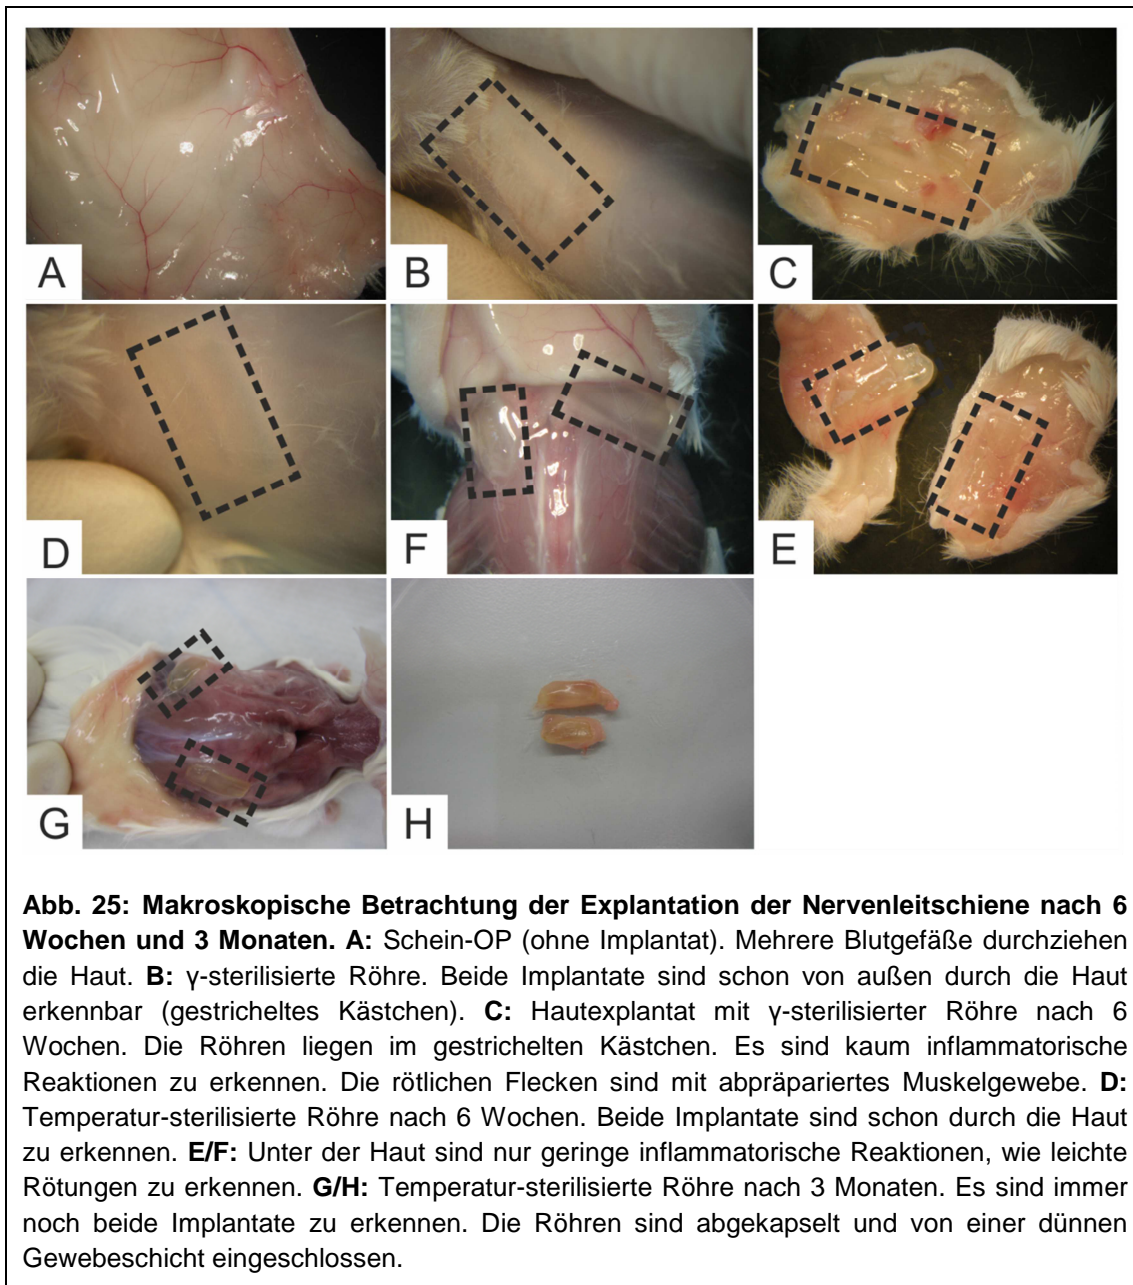 A
B
C
D
F
E
G
H
Abb. 25: Makroskopische Betrachtung der Explantation der Nervenleitschiene nach 6
Wochen und 3 Monaten. A: Schein-OP (ohne Implantat). Mehrere Blutgefäße durchziehen
die Haut. B: γ-sterilisierte Röhre. Beide Implantate sind schon von außen durch die Haut
erkennbar (gestricheltes Kästchen). C: Hautexplantat mit γ-sterilisierter Röhre nach 6
Wochen. Die Röhren liegen im gestrichelten Kästchen. Es sind kaum inflammatorische
Reaktionen zu erkennen. Die rötlichen Flecken sind mit abpräpariertes Muskelgewebe. D:
Temperatur-sterilisierte Röhre nach 6 Wochen. Beide Implantate sind schon durch die Haut
zu erkennen. E/F: Unter der Haut sind nur geringe inflammatorische Reaktionen, wie leichte
Rötungen zu erkennen. G/H: Temperatur-sterilisierte Röhre nach 3 Monaten. Es sind immer
noch beide Implantate zu erkennen. Die Röhren sind abgekapselt und von einer dünnen
Gewebeschicht eingeschlossen.